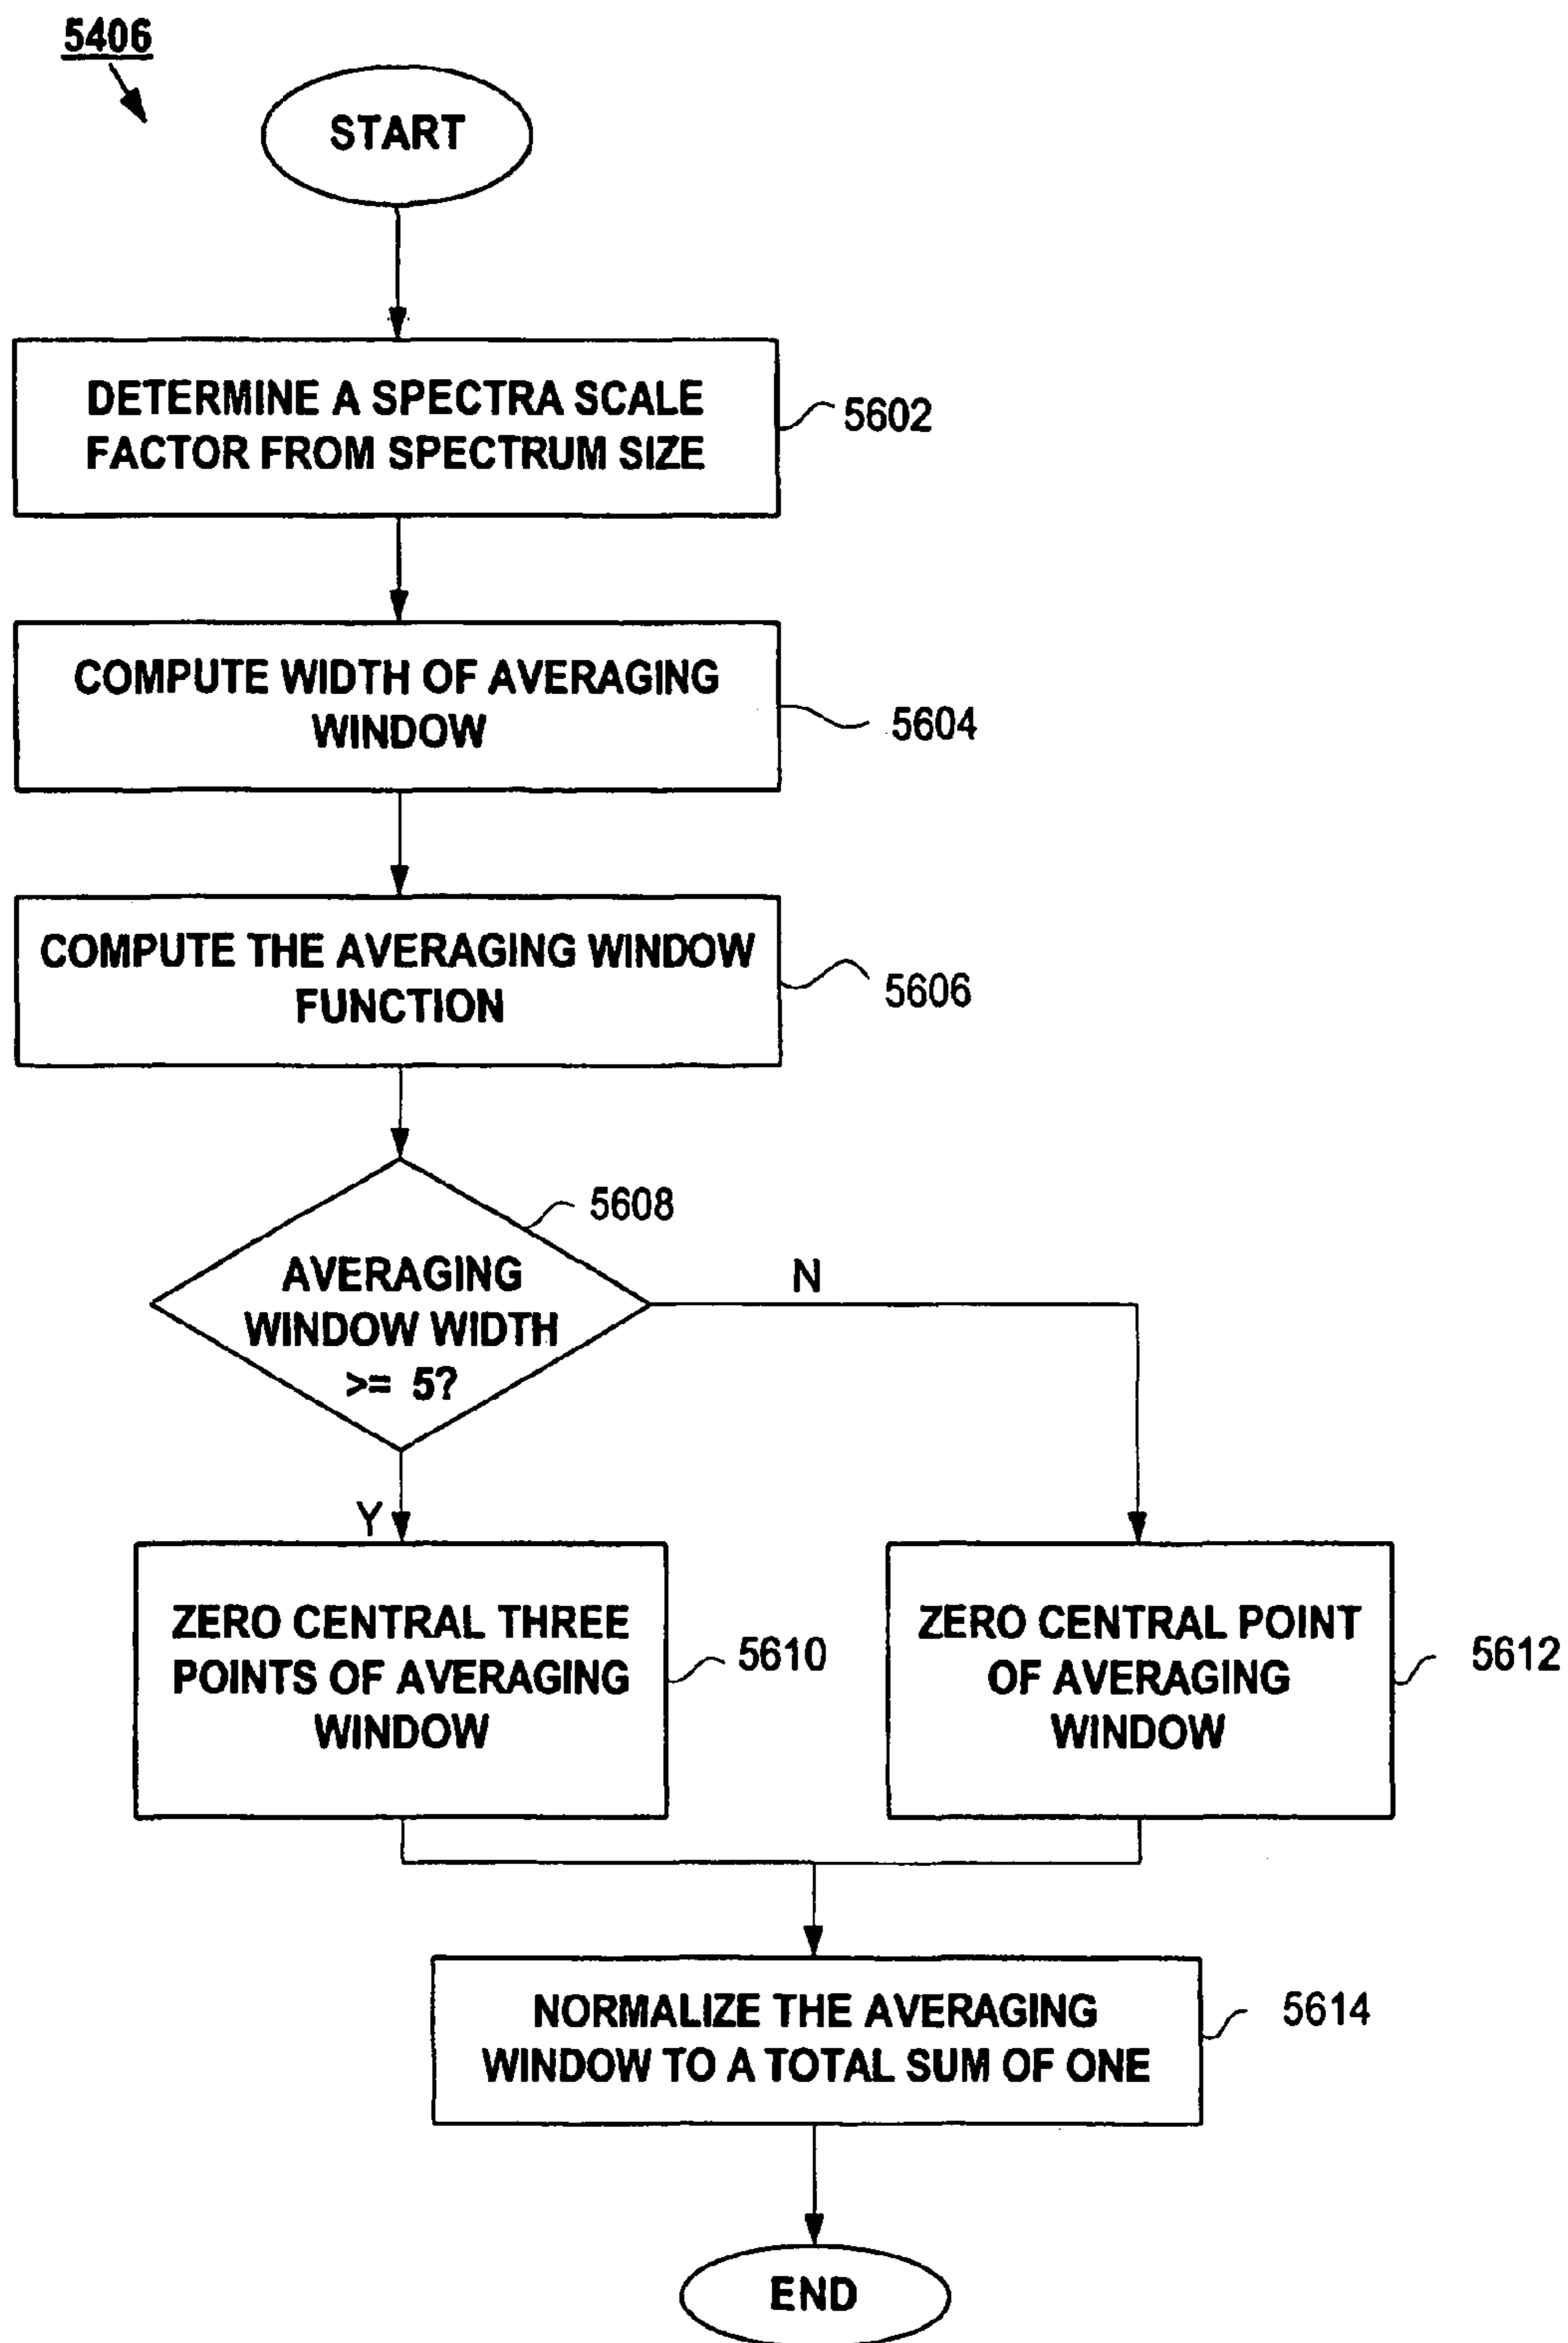 5406
START
DETERMINE A SPECTRA SCALE
FACTOR FROM SPECTRUM SIZE
5602
COMPUTE WIDTH OF AVERAGING
WINDOW
5604
COMPUTE THE AVERAGING WINDOW
FUNCTION
5606
5608
AVERAGING
WINDOW WIDTH
>= 5?
N
Y
ZERO CENTRAL THREE
POINTS OF AVERAGING
WINDOW
5610
ZERO CENTRAL POINT
OF AVERAGING
WINDOW
5612
NORMALIZE THE AVERAGING
WINDOW TO A TOTAL SUM OF ONE
5614
END